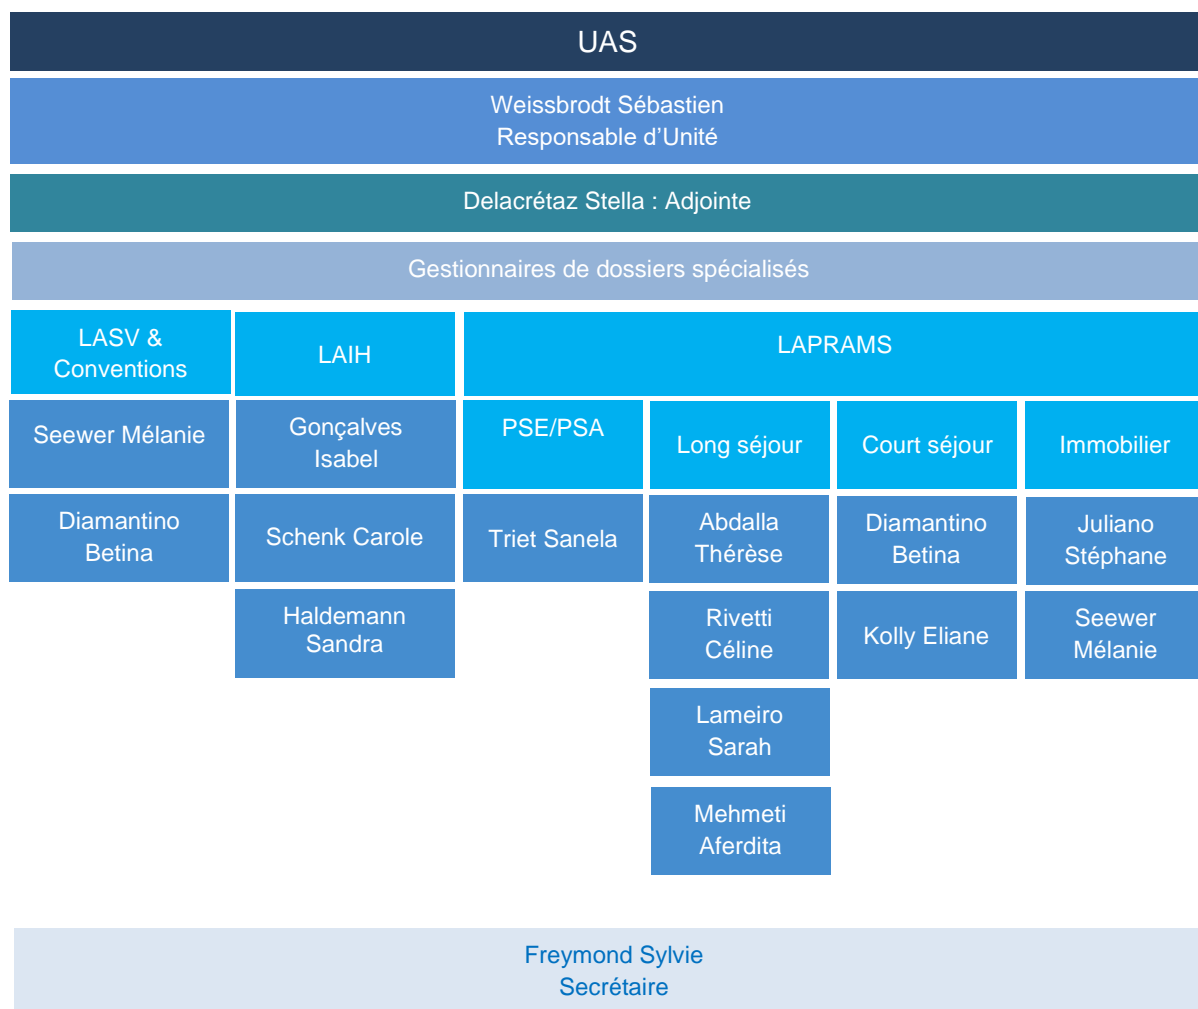 UAS
Weissbrodt Sébastien
Responsable d’Unité
Delacrétaz Stella : Adjointe
Gestionnaires de dossiers spécialisés
LASV &
Conventions
LAIH
LAPRAMS
Seewer Mélanie
Gonçalves
Isabel
PSE/PSA
Long séjour
Court séjour
Immobilier
Diamantino
Betina
Schenk Carole
Triet Sanela
Abdalla
Thérèse
Diamantino
Betina
Juliano
Stéphane
Haldemann
Sandra
Rivetti
Céline
Kolly Eliane
Seewer
Mélanie
Lameiro
Sarah
Mehmeti
Aferdita
Freymond Sylvie
Secrétaire